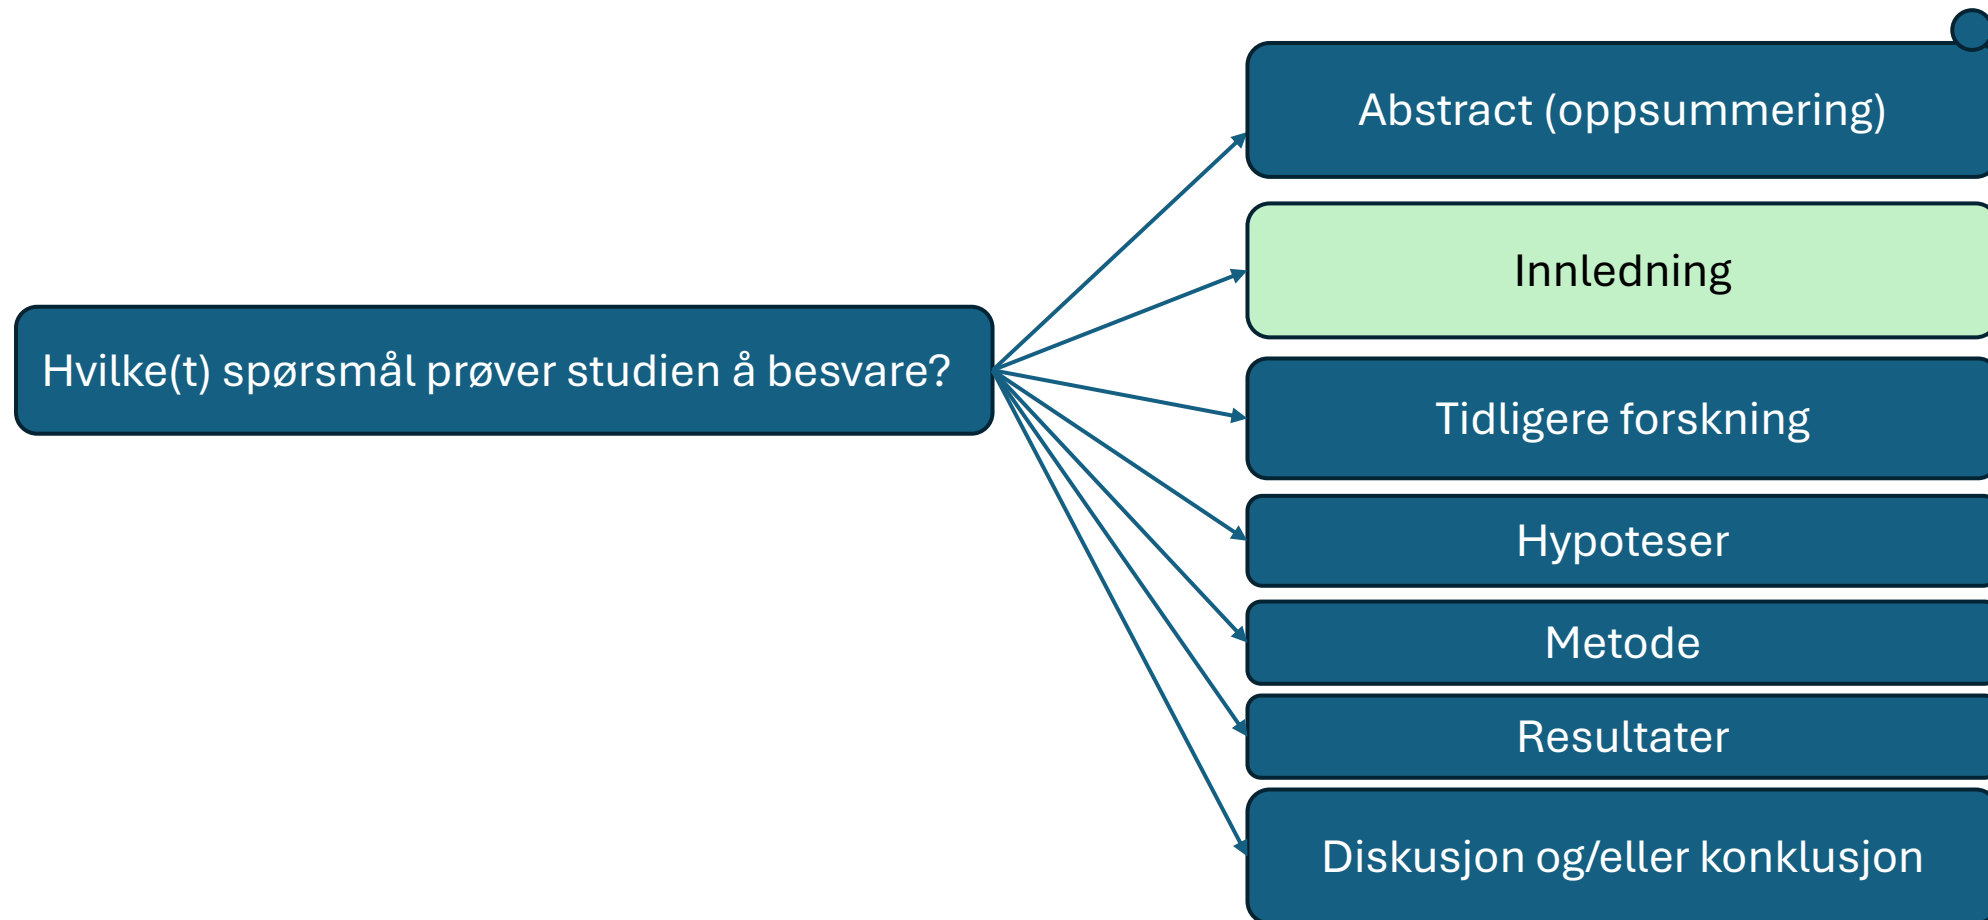 Hvilke(t) spørsmål prøver studien å besvare?
Abstract (oppsummering)
Innledning
Tidligere forskning
Hypoteser
Metode
Resultater
Diskusjon og/eller konklusjon